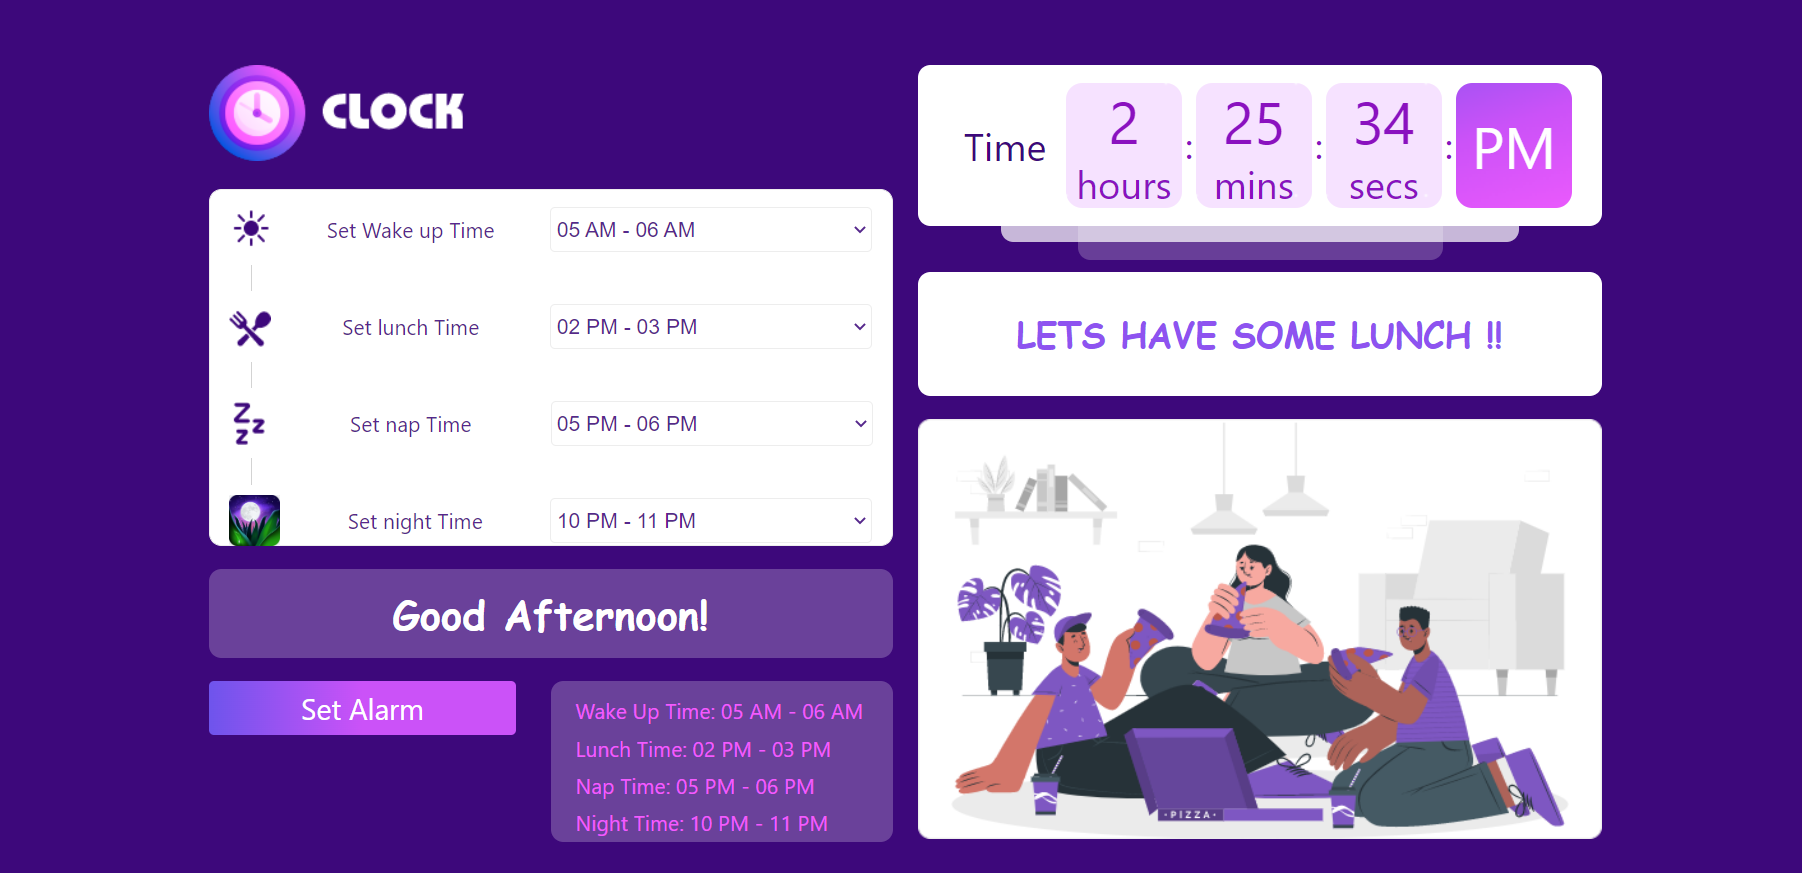 CLOCK
Set Wake up Time 05 AM - 06 AM
Set lunch Time 02 PM - 03 PM
Set nap Time 05 PM - 06 PM
Set night Time 10 PM - 11 PM
Good Afternoon!
Set Alarm
Wake Up Time: 05 AM - 06 AM
Lunch Time: 02 PM - 03 PM
Nap Time: 05 PM - 06 PM
Night Time: 10 PM - 11 PM
Time 2 : 25 : 34 : PM
hours mins secs
LETS HAVE SOME LUNCH !!
• PIZZA •